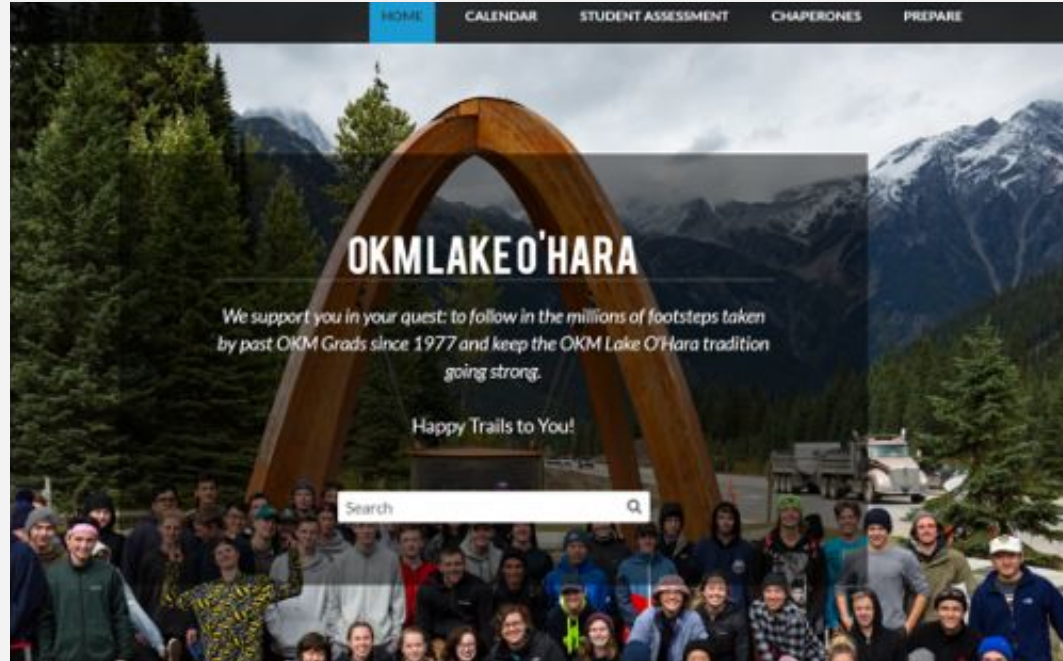 HOME CALENDAR STUDENT ASSESSMENT CHAPERONES PREPARE
OKM LAKE O'HARA
We support you in your quest: to follow in the millions of footsteps taken
by past OKM Grads since 1977 and keep the OKM Lake O'Hara tradition
going strong.
Happy Trails to You!
Search